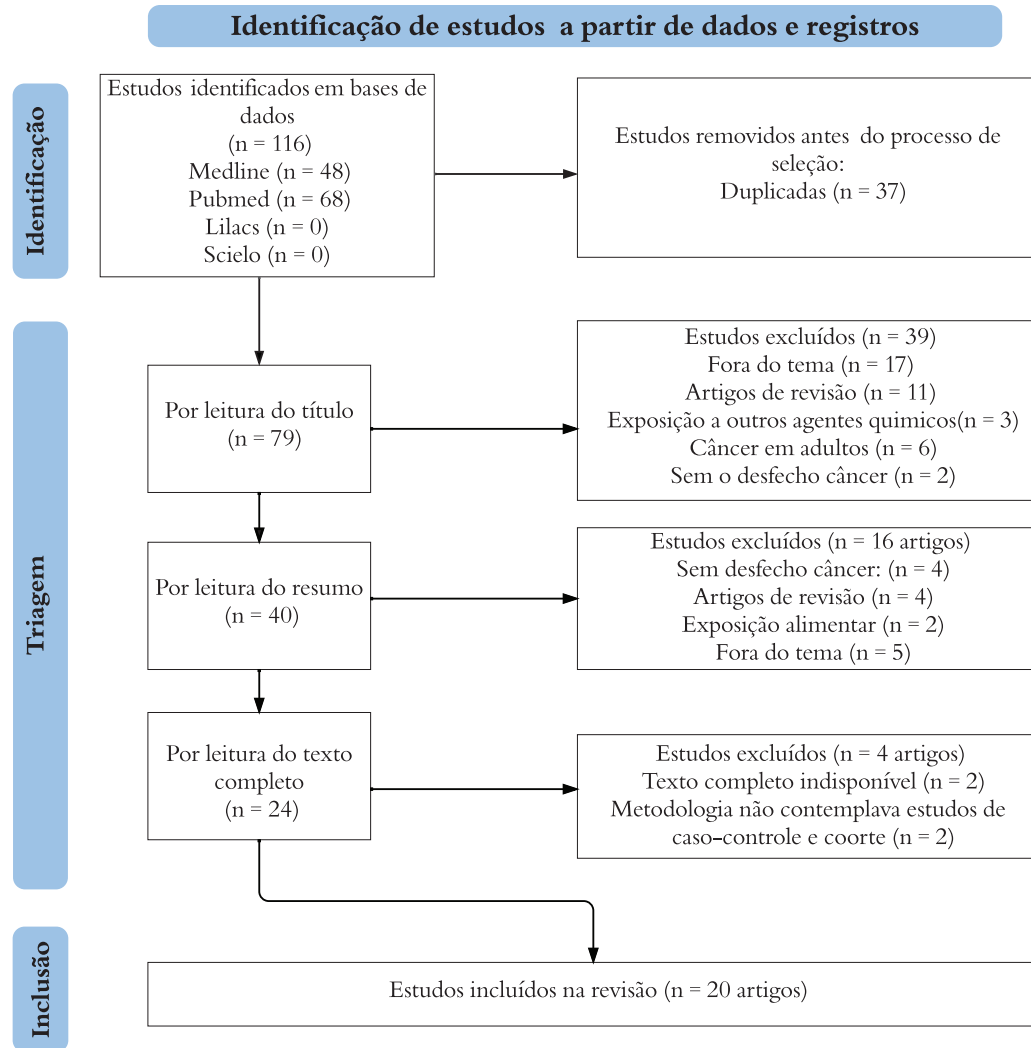 Identificação de estudos a partir de dados e registros
Identificação
Estudos identificados em bases de
dados
(n = 116)
Medline (n = 48)
Pubmed (n = 68)
Lilacs (n = 0)
Scielo (n = 0)
Estudos removidos antes do processo de
seleção:
Duplicadas (n = 37)
Triagem
Por leitura do título
(n = 79)
Estudos excluídos (n = 39)
Fora do tema (n = 17)
Artigos de revisão (n = 11)
Exposição a outros agentes quimicos(n = 3)
Câncer em adultos (n = 6)
Sem o desfecho câncer (n = 2)
Por leitura do resumo
(n = 40)
Estudos excluídos (n = 16 artigos)
Sem desfecho câncer: (n = 4)
Artigos de revisão (n = 4)
Exposição alimentar (n = 2)
Fora do tema (n = 5)
Por leitura do texto
completo
(n = 24)
Estudos excluídos (n = 4 artigos)
Texto completo indisponível (n = 2)
Metodologia não contemplava estudos de
caso-controle e coorte (n = 2)
Inclusão
Estudos incluídos na revisão (n = 20 artigos)